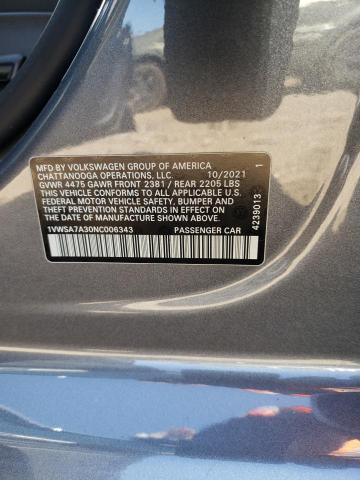 MFD BY VOLKSWAGEN GROUP OF AMERICA
CHATTANOOGA OPERATIONS, LLC. 10/2021 1
GVWR 4475 GAWR FRONT 2381 / REAR 2205 LBS
THIS VEHICLE CONFORMS TO ALL APPLICABLE U.S.
FEDERAL MOTOR VEHICLE SAFETY, BUMPER AND
THEFT PREVENTION STANDARDS IN EFFECT ON THE
DATE OF MANUFACTURE SHOWN ABOVE
1VWSA7A30NC006343 PASSENGER CAR
4239013